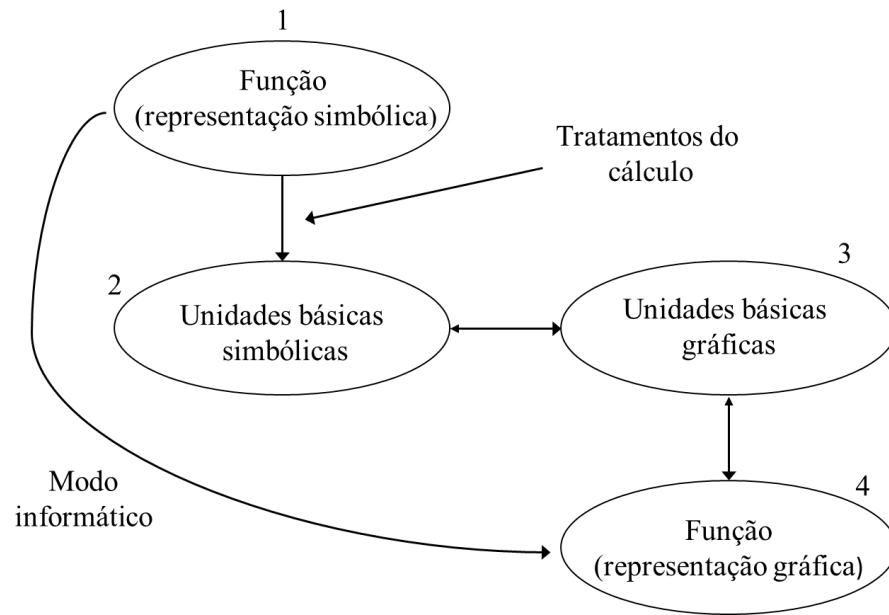 1
Função
(representação simbólica)
Tratamentos do
cálculo
2
Unidades básicas
simbólicas
3
Unidades básicas
gráficas
Modo
informático
4
Função
(representação gráfica)